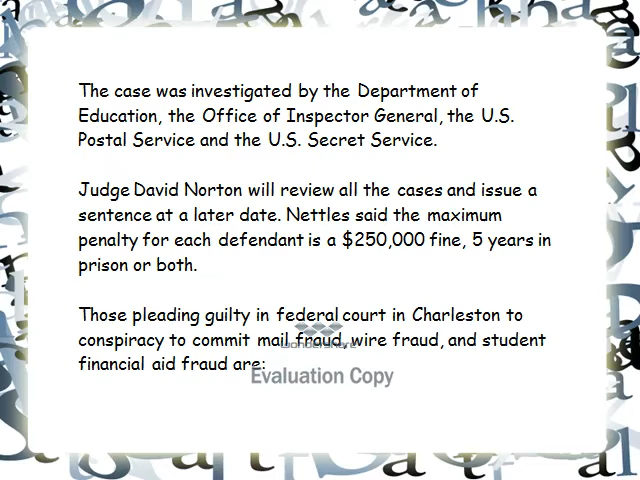 The case was investigated by the Department of
Education, the Office of Inspector General, the U.S.
Postal Service and the U.S. Secret Service.
Judge David Norton will review all the cases and issue a
sentence at a later date. Nettles said the maximum
penalty for each defendant is a $250,000 fine, 5 years in
prison or both.
Those pleading guilty in federal court in Charleston to
conspiracy to commit mail fraud, wire fraud, and student
wondershare
financial aid fraud are:
Evaluation Copy